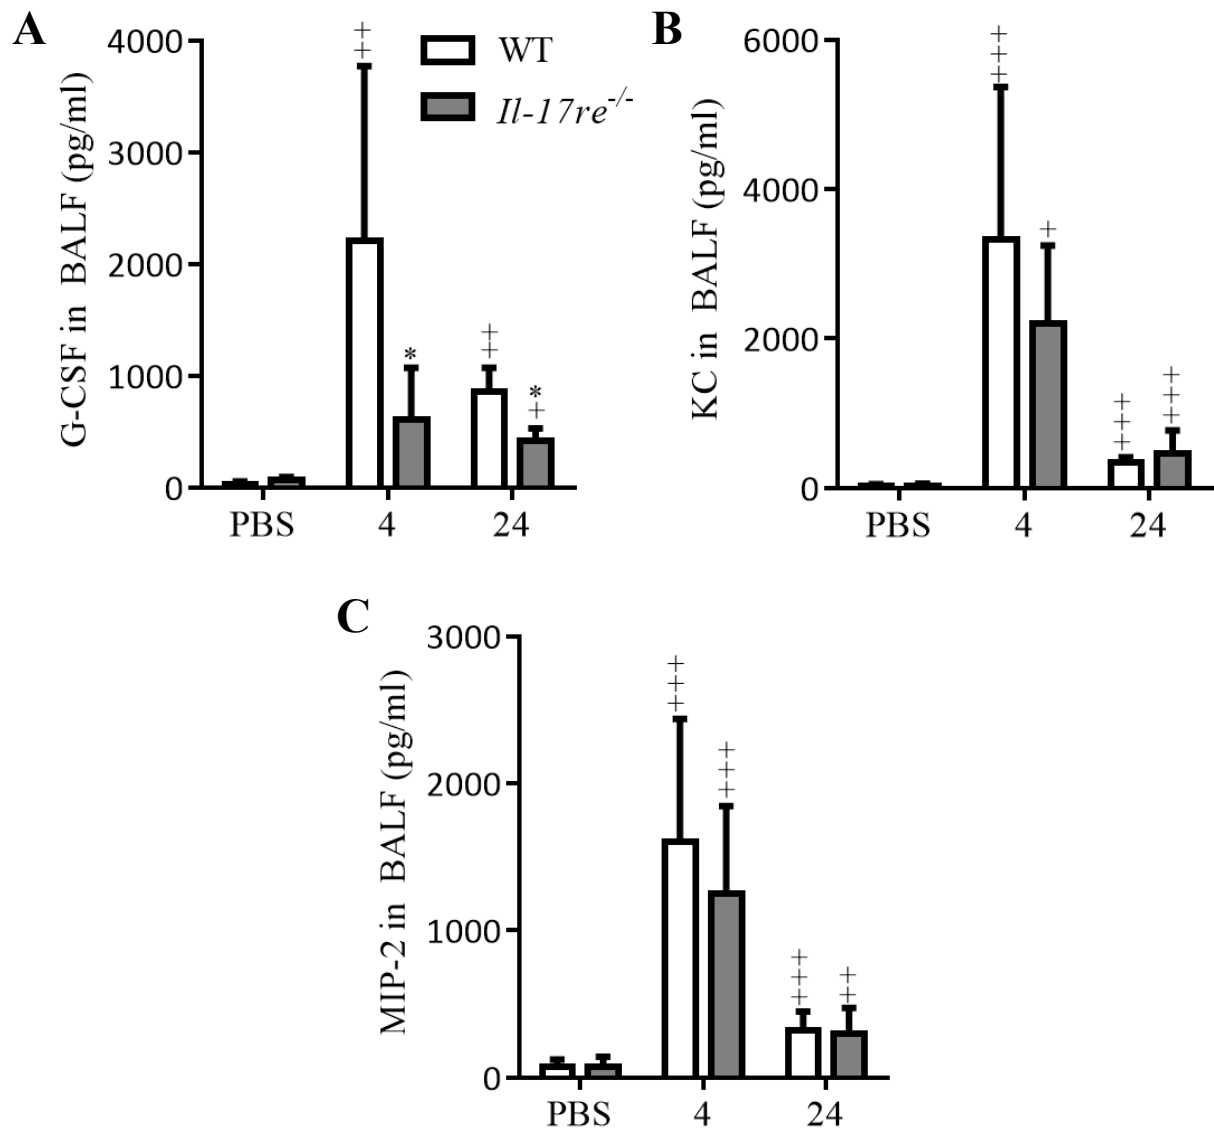 A
G-CSF in BALF (pg/ml)
4000
3000
2000
1000
0
++
*
++
*
+
PBS
4
24
WT
Il-17re-/-
B
KC in BALF (pg/ml)
6000
4000
2000
0
+++
+
+++
+++
PBS
4
24
C
MIP-2 in BALF (pg/ml)
3000
2000
1000
0
+++
+++
+++
++
PBS
4
24